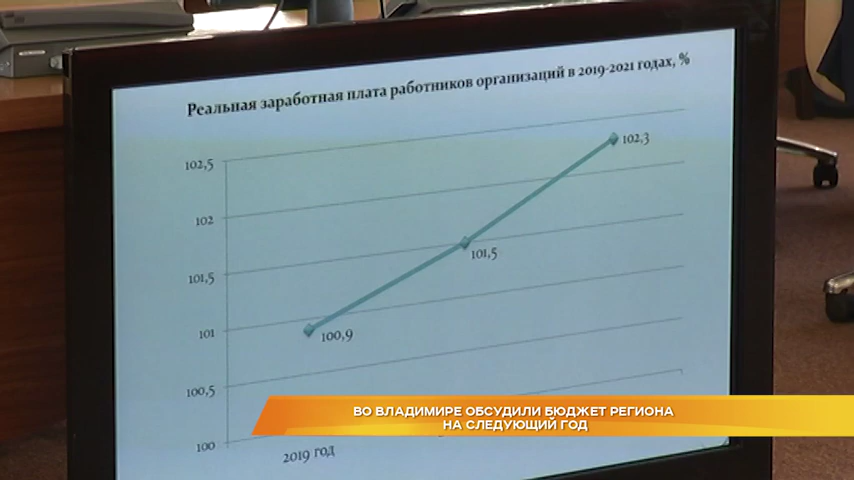 Реальная заработная плата работников организаций в 2019-2021 годах, %
102,5
102,3
102
101,5
101,5
101
100,9
100,5
100
2019 год
ВО ВЛАДИМИРЕ ОБСУДИЛИ БЮДЖЕТ РЕГИОНА
НА СЛЕДУЮЩИЙ ГОД